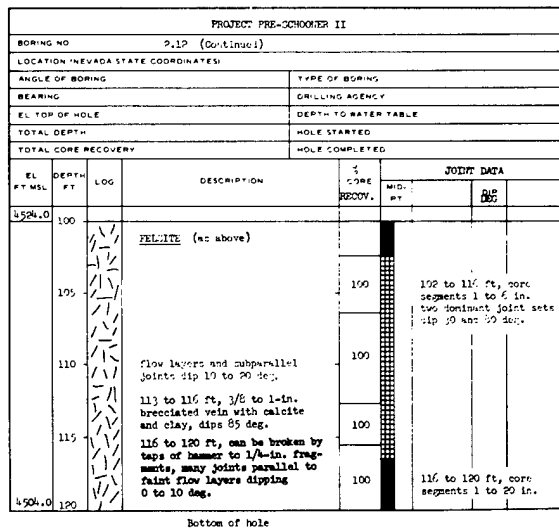 PROJECT PRE-SCHOONER II
BORING NO 2.12 (Continued)
LOCATION (NEVADA STATE COORDINATES)
ANGLE OF BORING TYPE OF BORING
BEARING DRILLING AGENCY
EL TOP OF HOLE DEPTH TO WATER TABLE
TOTAL DEPTH HOLE STARTED
TOTAL CORE RECOVERY HOLE COMPLETED
EL FT MSL DEPTH FT LOG DESCRIPTION % CORE RECOV. JOINT DATA
MID-PT DIP DEG
4524.0 100
FELSITE (as above)
105 100
102 to 116 ft, core
segments 1 to 6 in.
two dominant joint sets
dip 30 and 80 deg.
110 100
flow layers and subparallel
joints dip 10 to 20 deg.
113 to 116 ft, 3/8 to 1-in.
brecciated vein with calcite
and clay, dips 85 deg.
100
115
116 to 120 ft, can be broken by
taps of hammer to 1/4-in. frag-
ments, many joints parallel to
faint flow layers dipping
0 to 10 deg.
100
116 to 120 ft, core
segments 1 to 20 in.
4504.0 120
Bottom of hole